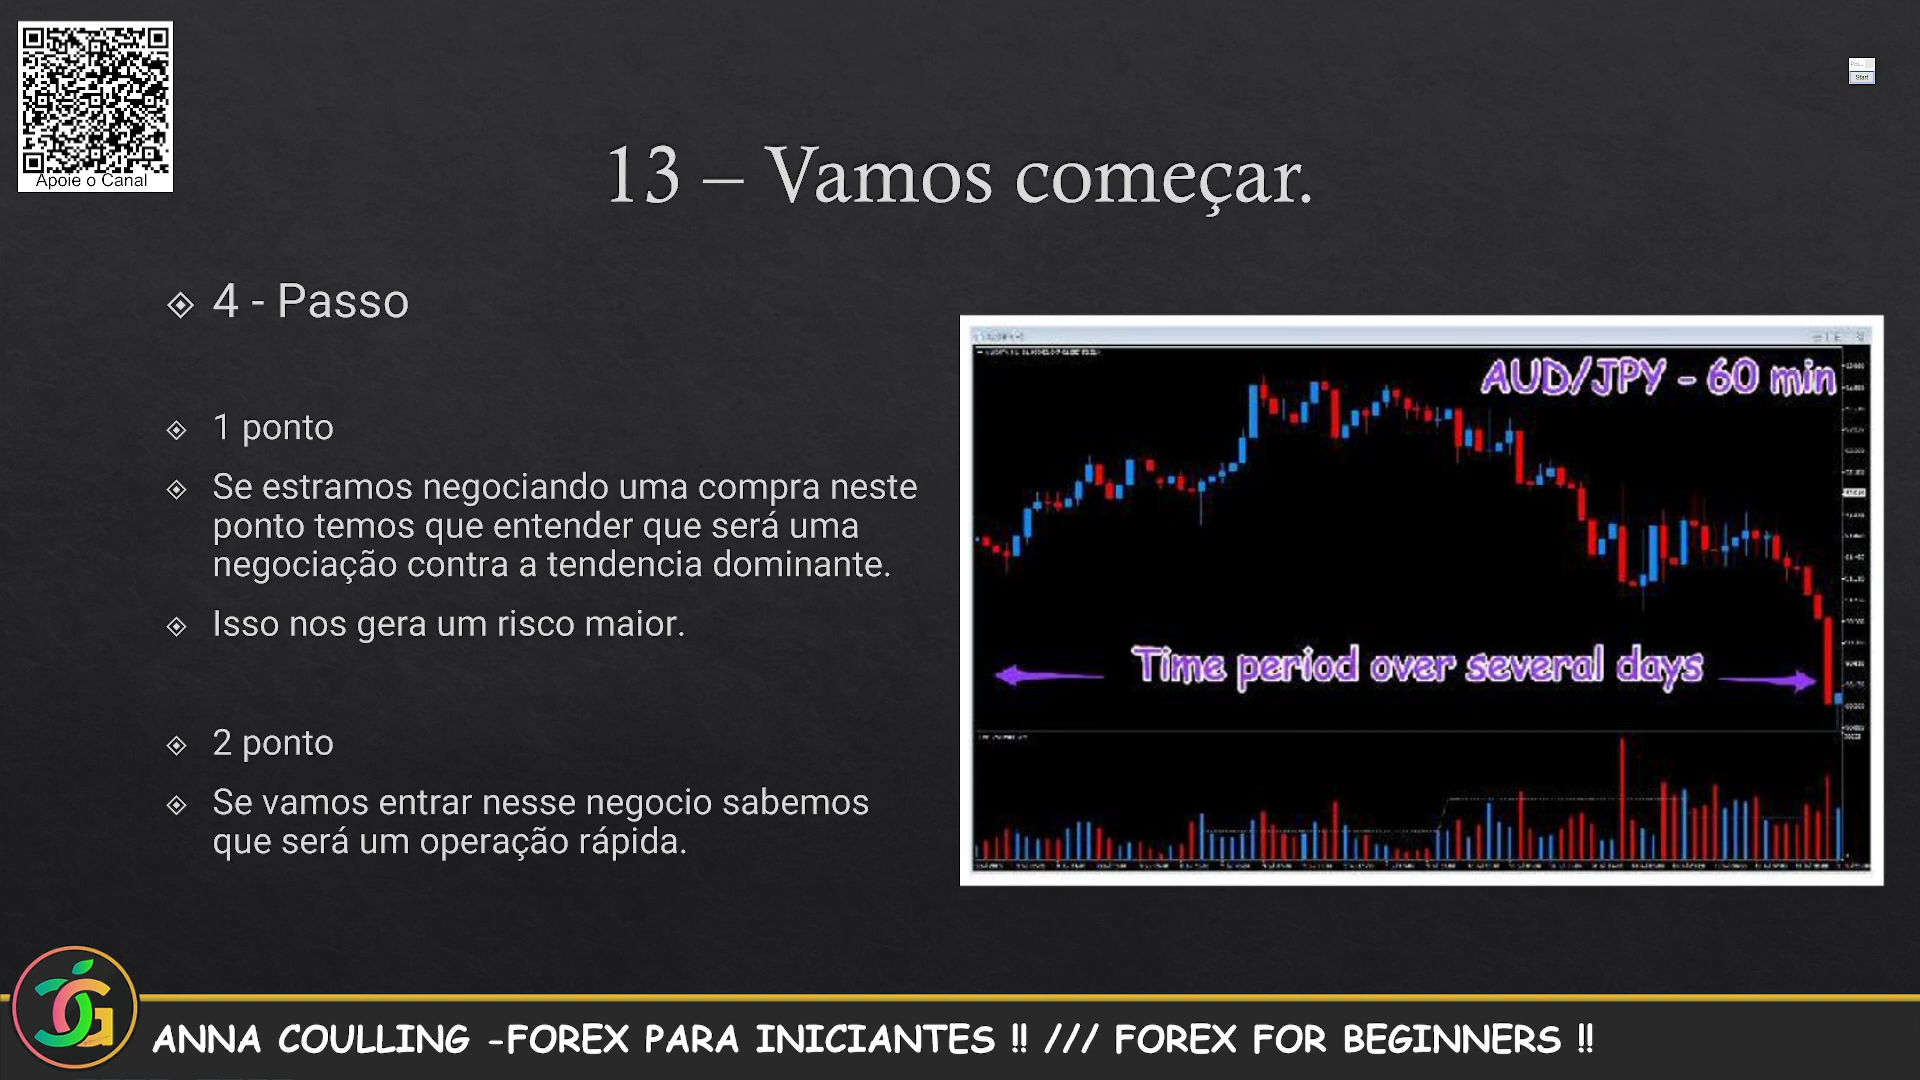 Apoie o Canal
Start
13 – Vamos começar.
4 - Passo
1 ponto
Se estramos negociando uma compra neste
ponto temos que entender que será uma
negociação contra a tendencia dominante.
Isso nos gera um risco maior.
2 ponto
Se vamos entrar nesse negocio sabemos
que será um operação rápida.
AUD/JPY - 60 min
Time period over several days
ANNA COULLING -FOREX PARA INICIANTES !! /// FOREX FOR BEGINNERS !!